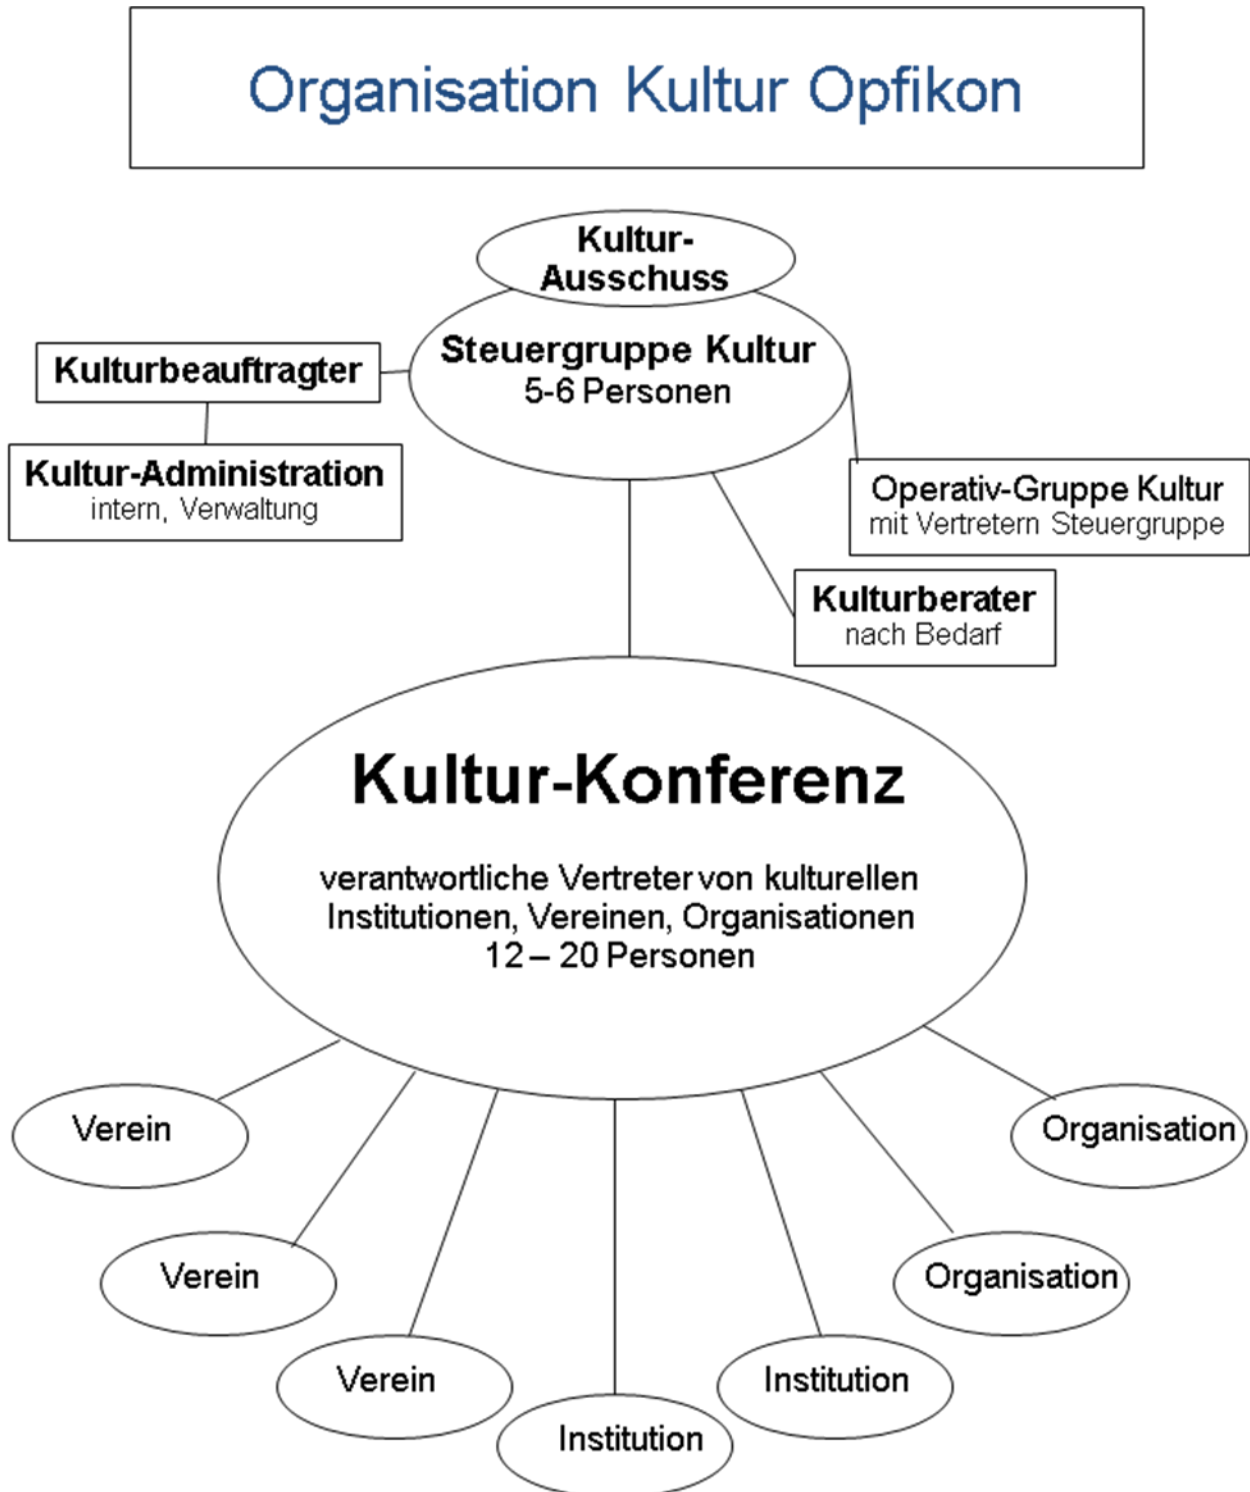 Organisation Kultur Opfikon
Kultur-
Ausschuss
Steuergruppe Kultur
5-6 Personen
Kulturbeauftragter
Kultur-Administration
intern, Verwaltung
Operativ-Gruppe Kultur
mit Vertretern Steuergruppe
Kulturberater
nach Bedarf
Kultur-Konferenz
verantwortliche Vertreter von kulturellen
Institutionen, Vereinen, Organisationen
12 – 20 Personen
Verein
Organisation
Verein
Organisation
Verein
Institution
Institution